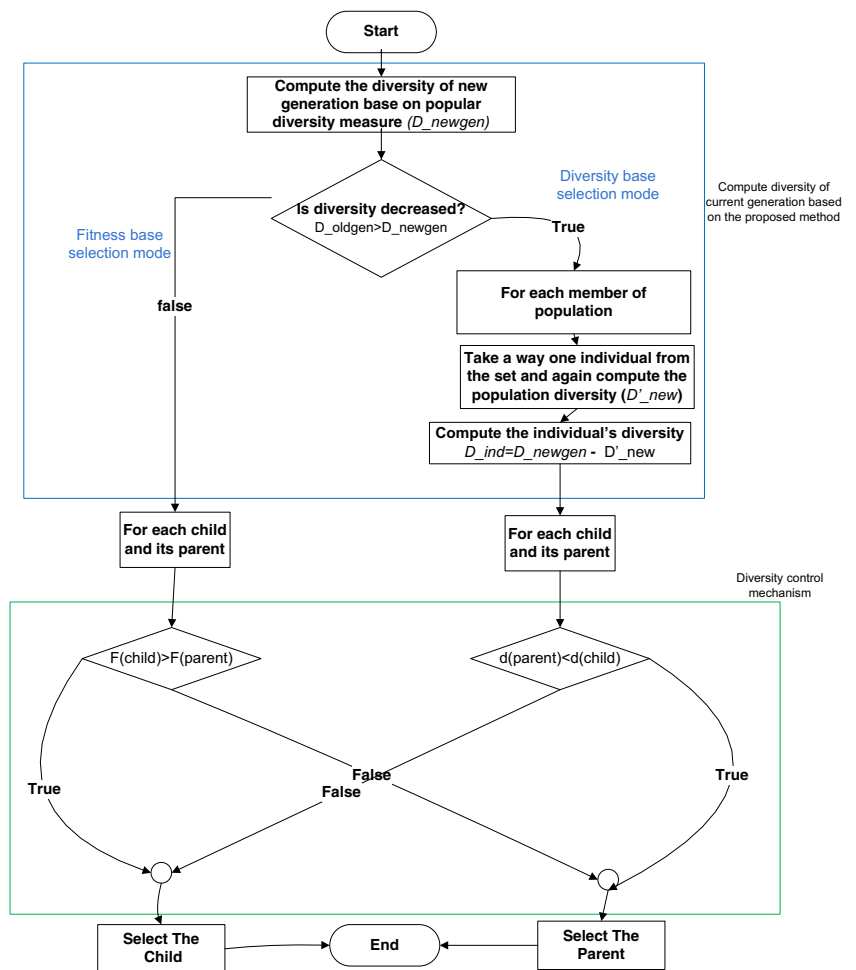 Start
Compute the diversity of new
generation base on popular
diversity measure (D_newgen)
Diversity base
selection mode
Compute diversity of
current generation based
on the proposed method
Is diversity decreased?
D_oldgen>D_newgen
True
Fitness base
selection mode
false
For each member of
population
Take a way one individual from
the set and again compute the
population diversity (D'_new)
Compute the individual's diversity
D_ind=D_newgen - D'_new
For each child
and its parent
For each child
and its parent
Diversity control
mechanism
F(child)>F(parent)
d(parent)<d(child)
False
True
True
False
Select The
Child
End
Select The
Parent